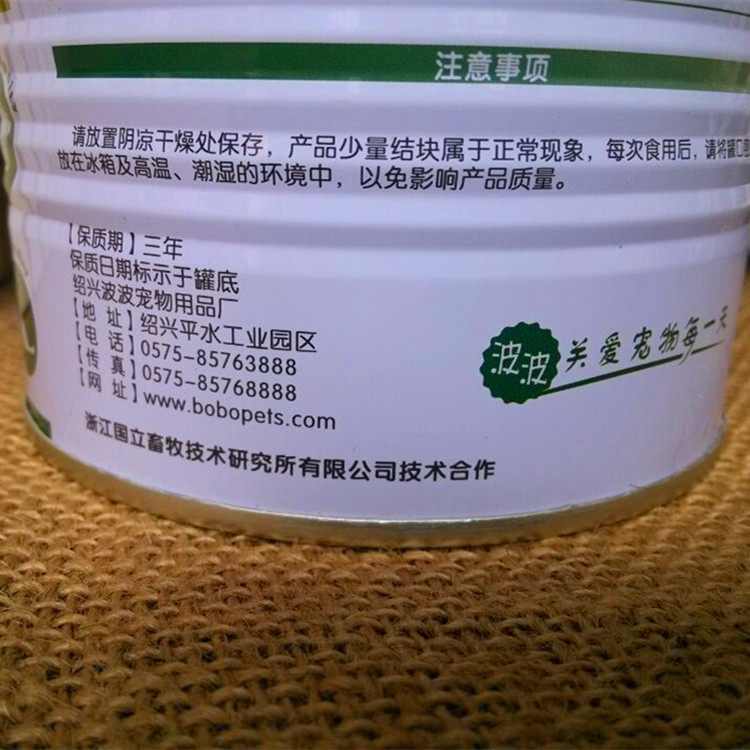 注意事项
请放置阴凉干燥处保存，产品少量结块属于正常现象，每次食用后，请将罐口
放在冰箱及高温、潮湿的环境中，以免影响产品质量。
【保质期】三年
保质日期标示于罐底
绍兴波波宠物用品厂
【地 址】绍兴平水工业园区
【电 话】0575-85763888
【传 真】0575-85768888
【网 址】www.bobopets.com
浙江国立畜牧技术研究所有限公司技术合作
波波 关爱宠物每一天